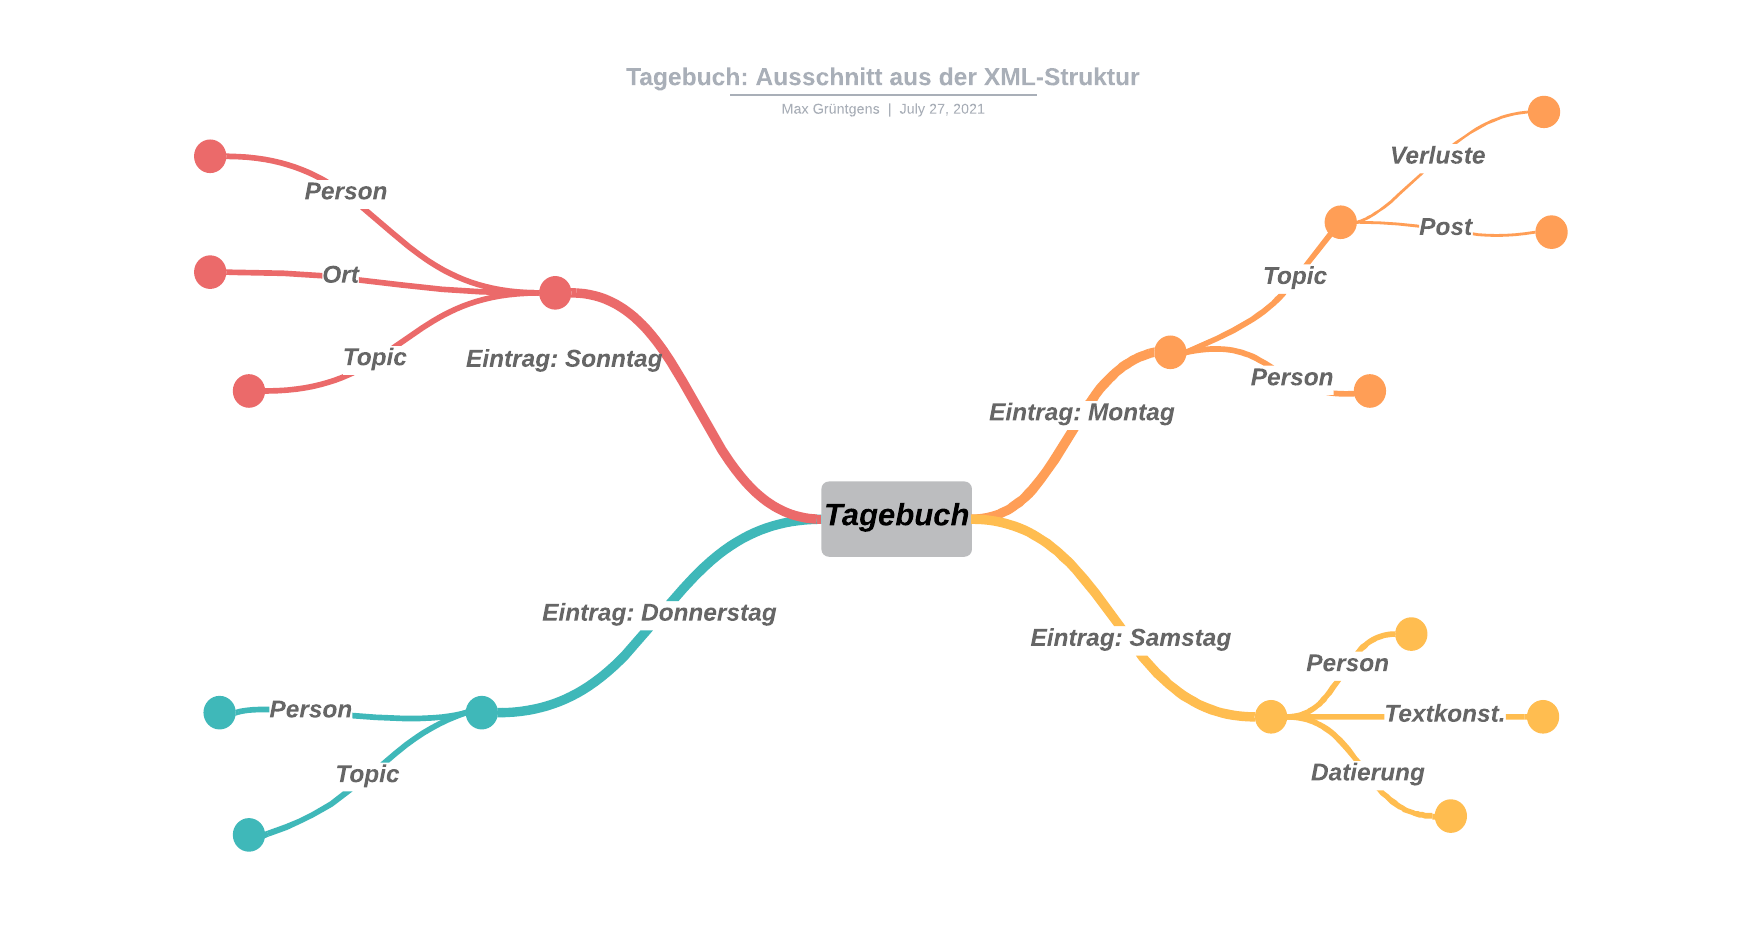 Tagebuch: Ausschnitt aus der XML-Struktur
Max Grüntgens | July 27, 2021
Person
Ort
Topic
Eintrag: Sonntag
Verluste
Post
Topic
Person
Eintrag: Montag
Tagebuch
Eintrag: Donnerstag
Person
Topic
Eintrag: Samstag
Person
Textkonst.
Datierung